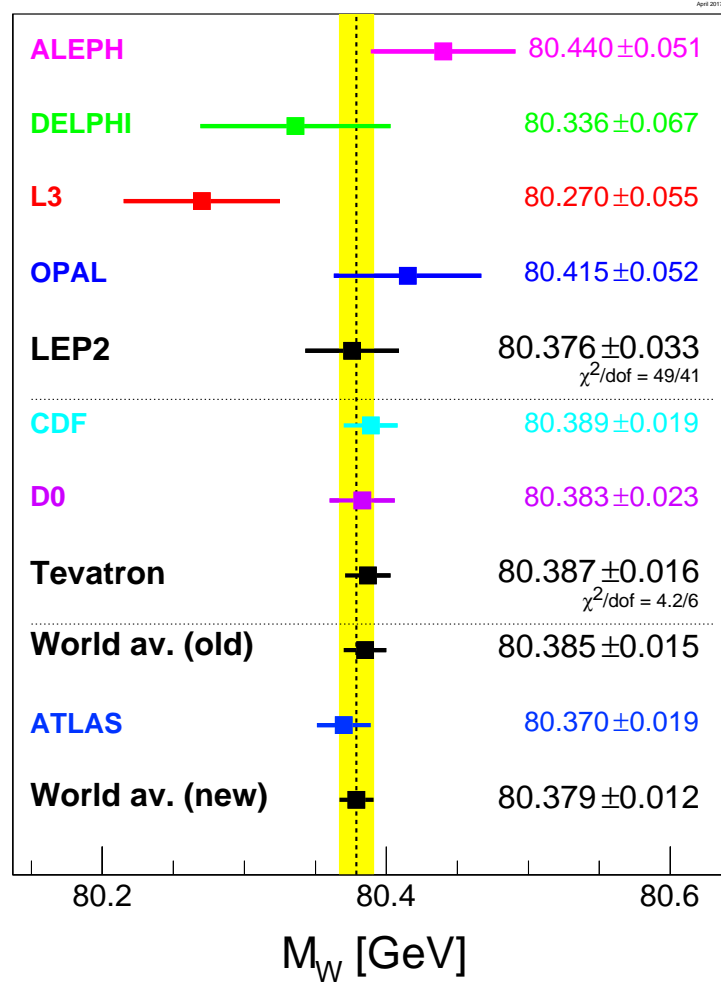 April 2017
ALEPH 80.440±0.051
DELPHI 80.336±0.067
L3 80.270±0.055
OPAL 80.415±0.052
LEP2 80.376±0.033
χ²/dof = 49/41
CDF 80.389±0.019
D0 80.383±0.023
Tevatron 80.387±0.016
χ²/dof = 4.2/6
World av. (old) 80.385±0.015
ATLAS 80.370±0.019
World av. (new) 80.379±0.012
80.2 80.4 80.6
M_W [GeV]